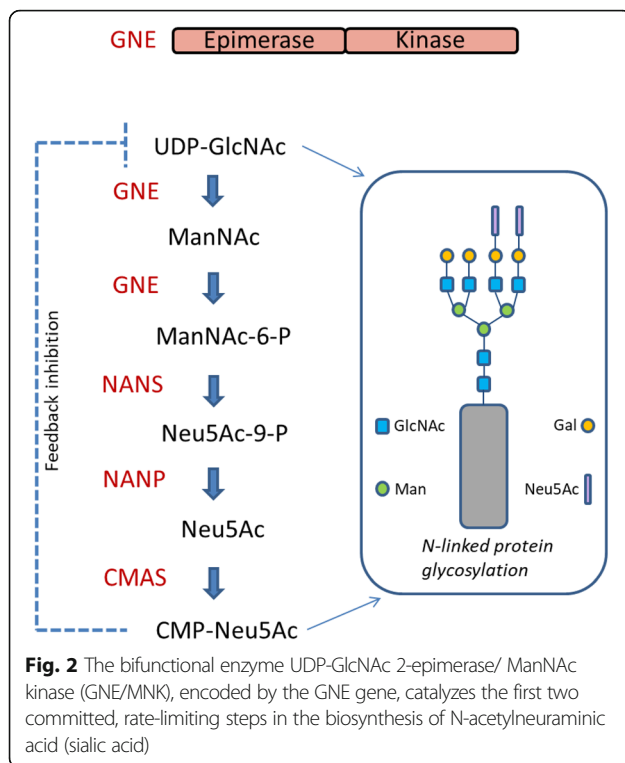 GNE Epimerase Kinase
UDP-GlcNAc
GNE
ManNAc
GNE
ManNAc-6-P
NANS
Neu5Ac-9-P
NANP
Neu5Ac
CMAS
CMP-Neu5Ac
Feedback inhibition
GlcNAc Gal
Man Neu5Ac
N-linked protein
glycosylation
Fig. 2 The bifunctional enzyme UDP-GlcNAc 2-epimerase/ ManNAc
kinase (GNE/MNK), encoded by the GNE gene, catalyzes the first two
committed, rate-limiting steps in the biosynthesis of N-acetylneuraminic
acid (sialic acid)